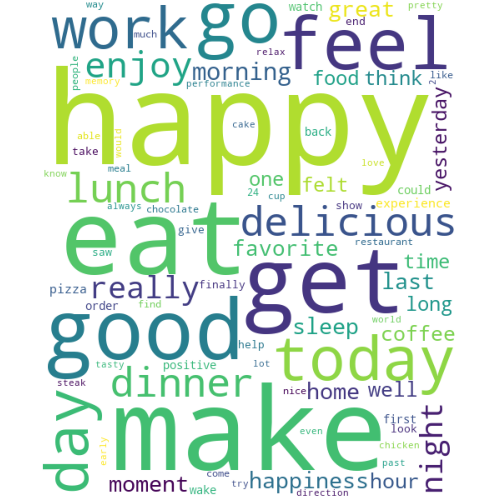 way
much
work
go
watch
great
pretty
end
feel
people
enjoy
relax
morning
food
think
like
2
memory
performance
happy
yesterday
cake
able
mould
back
take
love
meal
know
lunch
one
felt
could
24
cup
experience
always
chocolate
show
give
delicious
eat
favorite
restaurant
saw
get
time
last
pizza
really
finally
long
order
find
good
sleep
world
coffee
help
today
tasty
positive
lot
dinner
steak
nice
home
well
make
day
first
look
night
even
chicken
early
past
come
try
happiness
hour
moment
wake
direction